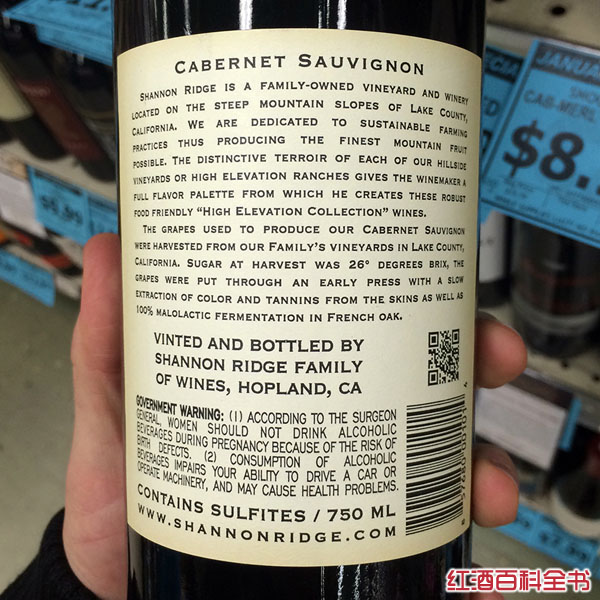 CABERNET SAUVIGNON
SHANNON RIDGE IS A FAMILY-OWNED VINEYARD AND WINERY
LOCATED ON THE STEEP MOUNTAIN SLOPES OF LAKE COUNTY,
CALIFORNIA. WE ARE DEDICATED TO SUSTAINABLE FARMING
PRACTICES THUS PRODUCING THE FINEST MOUNTAIN FRUIT
POSSIBLE. THE DISTINCTIVE TERROIR OF EACH OF OUR HILLSIDE
VINEYARDS OR HIGH ELEVATION RANCHES GIVES THE WINEMAKER A
FULL FLAVOR PALETTE FROM WHICH HE CREATES THESE ROBUST
FOOD FRIENDLY “HIGH ELEVATION COLLECTION” WINES.
THE GRAPES USED TO PRODUCE OUR CABERNET SAUVIGNON
WERE HARVESTED FROM OUR FAMILY’S VINEYARDS IN LAKE COUNTY,
CALIFORNIA. SUGAR AT HARVEST WAS 26° DEGREES BRIX, THE
GRAPES WERE PUT THROUGH AN EARLY PRESS WITH A SLOW
EXTRACTION OF COLOR AND TANNINS FROM THE SKINS AS WELL AS
100% MALOLACTIC FERMENTATION IN FRENCH OAK.
VINTED AND BOTTLED BY
SHANNON RIDGE FAMILY
OF WINES, HOPLAND, CA
GOVERNMENT WARNING: (1) ACCORDING TO THE SURGEON
GENERAL, WOMEN SHOULD NOT DRINK ALCOHOLIC
BEVERAGES DURING PREGNANCY BECAUSE OF THE RISK OF
BIRTH DEFECTS. (2) CONSUMPTION OF ALCOHOLIC
BEVERAGES IMPAIRS YOUR ABILITY TO DRIVE A CAR OR
OPERATE MACHINERY, AND MAY CAUSE HEALTH PROBLEMS.
CONTAINS SULFITES / 750 ML
WWW.SHANNONRIDGE.COM
JANUAR
CAB-MERL
$8.
红酒百科全书